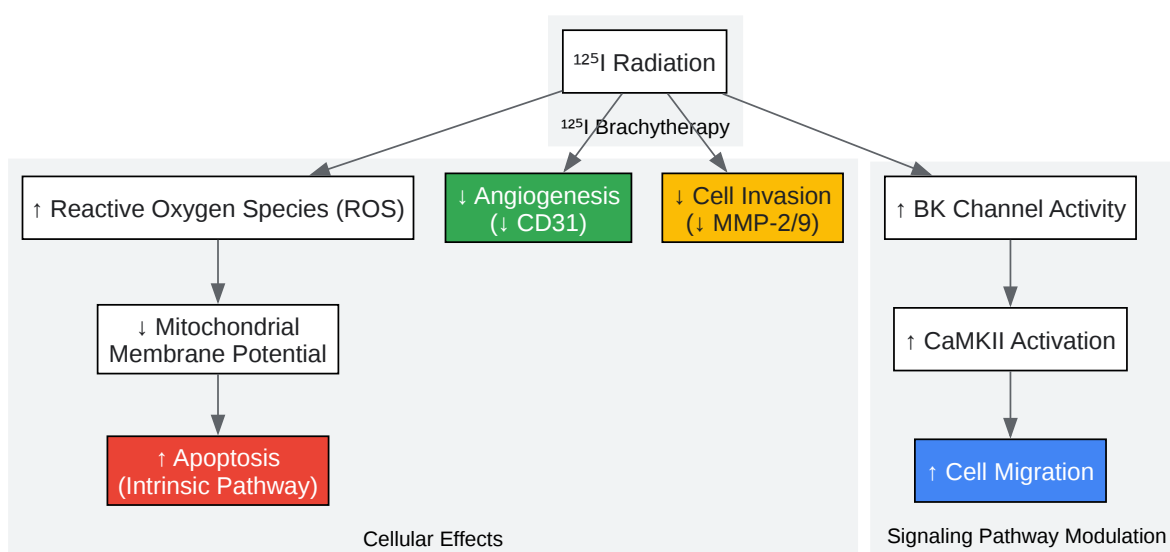 ¹²⁵I Radiation
¹²⁵I Brachytherapy
↑ Reactive Oxygen Species (ROS)
↓ Angiogenesis
(↓ CD31)
↓ Cell Invasion
(↓ MMP-2/9)
↑ BK Channel Activity
↓ Mitochondrial
Membrane Potential
↑ CaMKII Activation
↑ Apoptosis
(Intrinsic Pathway)
↑ Cell Migration
Cellular Effects
Signaling Pathway Modulation